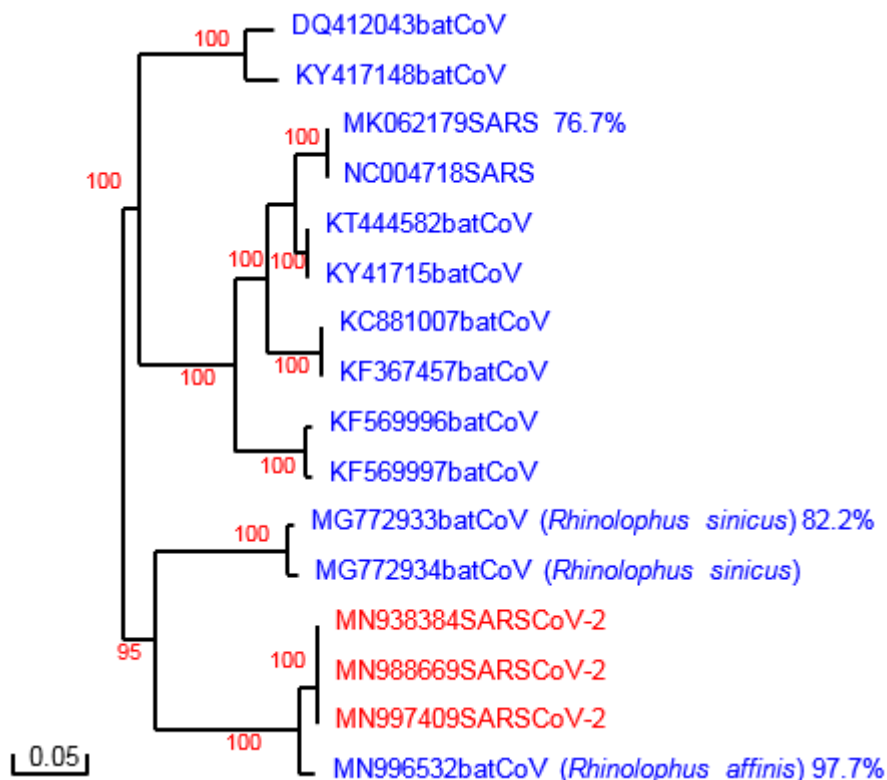 100
DQ412043batCoV
KY417148batCoV
100
MK062179SARS 76.7%
100
NC004718SARS
KT444582batCoV
100
100
KY41715batCoV
KC881007batCoV
100
100
KF367457batCoV
KF569996batCoV
100
KF569997batCoV
MG772933batCoV (Rhinolophus sinicus) 82.2%
100
MG772934batCoV (Rhinolophus sinicus)
MN938384SARSCoV-2
95
100
MN988669SARSCoV-2
MN997409SARSCoV-2
100
0.05
MN996532batCoV (Rhinolophus affinis) 97.7%